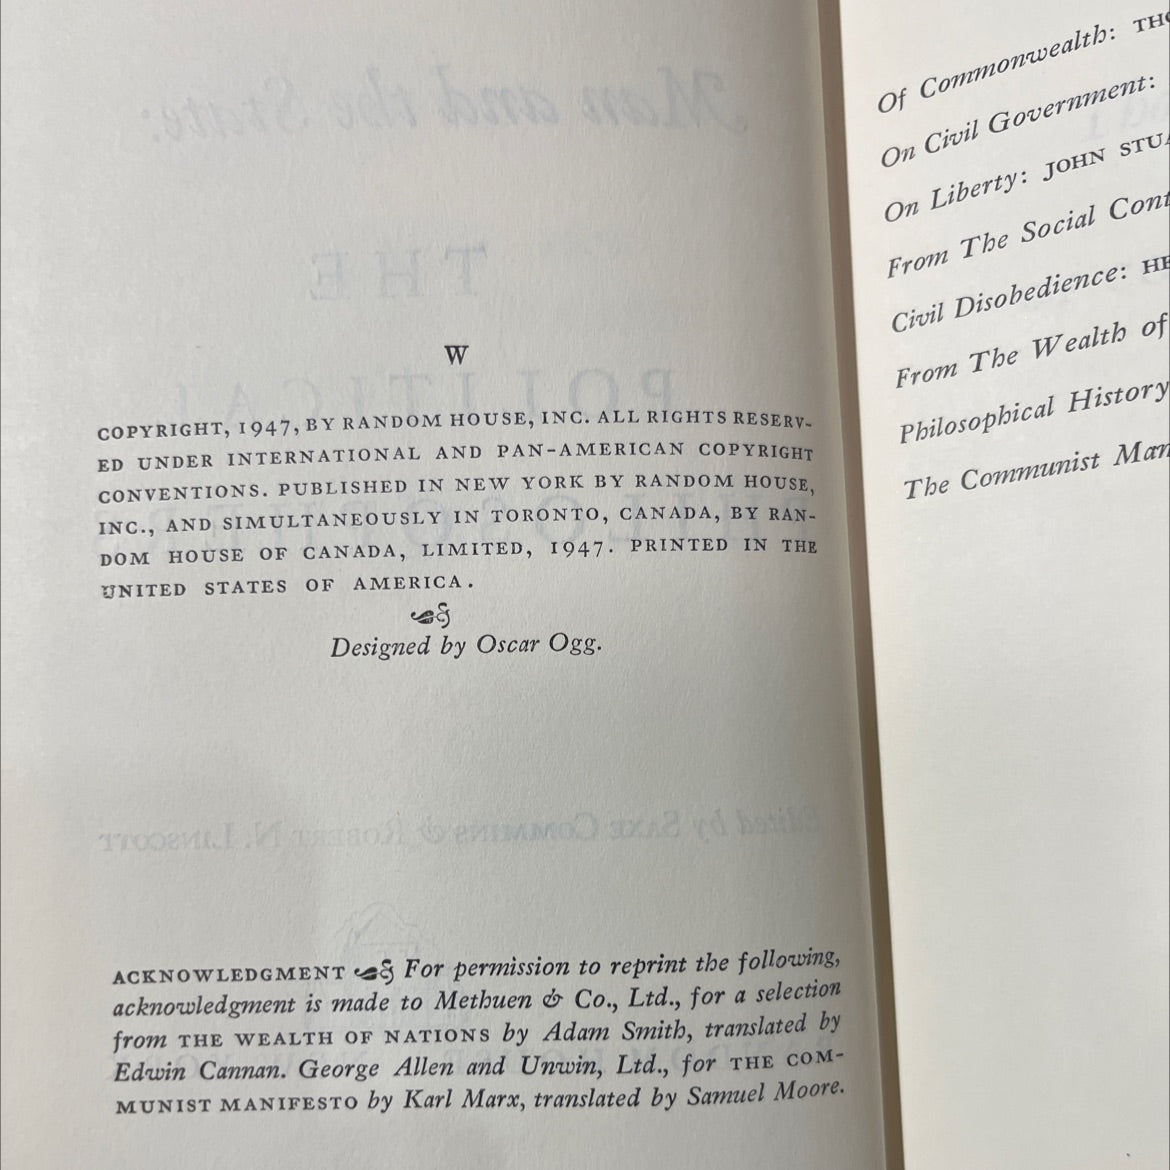 W
COPYRIGHT, 1947, BY RANDOM HOUSE, INC. ALL RIGHTS RESERV-
ED UNDER INTERNATIONAL AND PAN-AMERICAN COPYRIGHT
CONVENTIONS. PUBLISHED IN NEW YORK BY RANDOM HOUSE,
INC., AND SIMULTANEOUSLY IN TORONTO, CANADA, BY RAN-
DOM HOUSE OF CANADA, LIMITED, 1947. PRINTED IN THE
UNITED STATES OF AMERICA.
Designed by Oscar Ogg.
ACKNOWLEDGMENT For permission to reprint the following,
acknowledgment is made to Methuen & Co., Ltd., for a selection
from THE WEALTH OF NATIONS by Adam Smith, translated by
Edwin Cannan. George Allen and Unwin, Ltd., for THE COM-
MUNIST MANIFESTO by Karl Marx, translated by Samuel Moore.
Of Commonwealth: THO
On Civil Government:
On Liberty: JOHN STUA
From The Social Cont
Civil Disobedience: HE
From The Wealth of
Philosophical History
The Communist Man